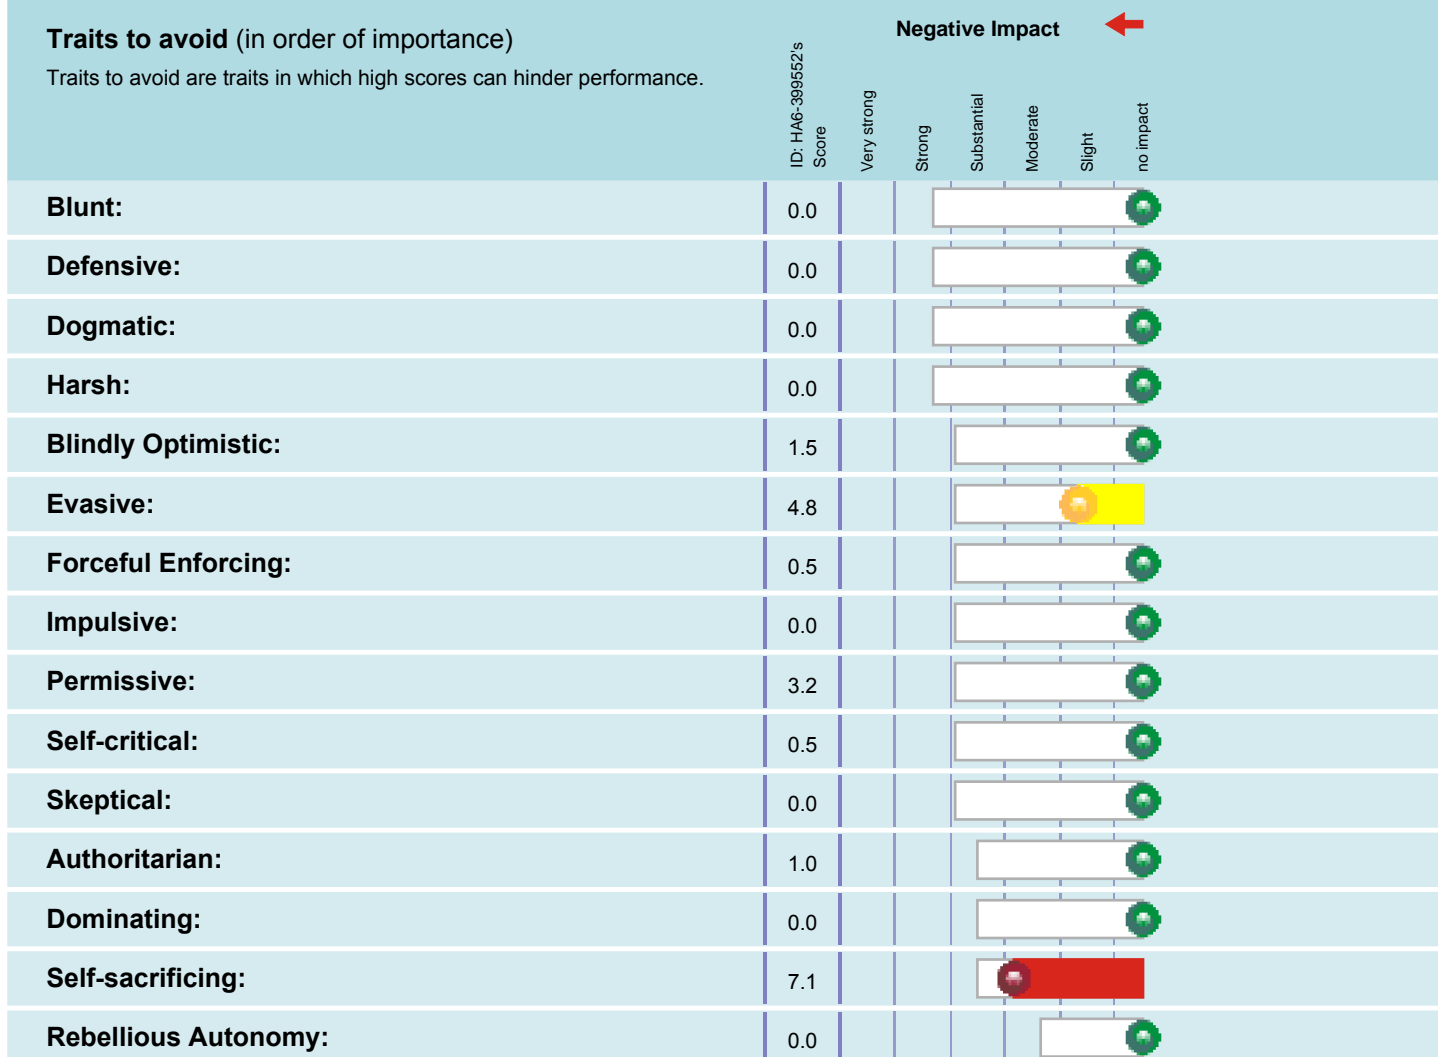 Traits to avoid (in order of importance)
Traits to avoid are traits in which high scores can hinder performance.
ID: HA6-399552's
Score
Negative Impact
Very strong
Strong
Substantial
Moderate
Slight
no impact
Blunt: 0.0
Defensive: 0.0
Dogmatic: 0.0
Harsh: 0.0
Blindly Optimistic: 1.5
Evasive: 4.8
Forceful Enforcing: 0.5
Impulsive: 0.0
Permissive: 3.2
Self-critical: 0.5
Skeptical: 0.0
Authoritarian: 1.0
Dominating: 0.0
Self-sacrificing: 7.1
Rebellious Autonomy: 0.0